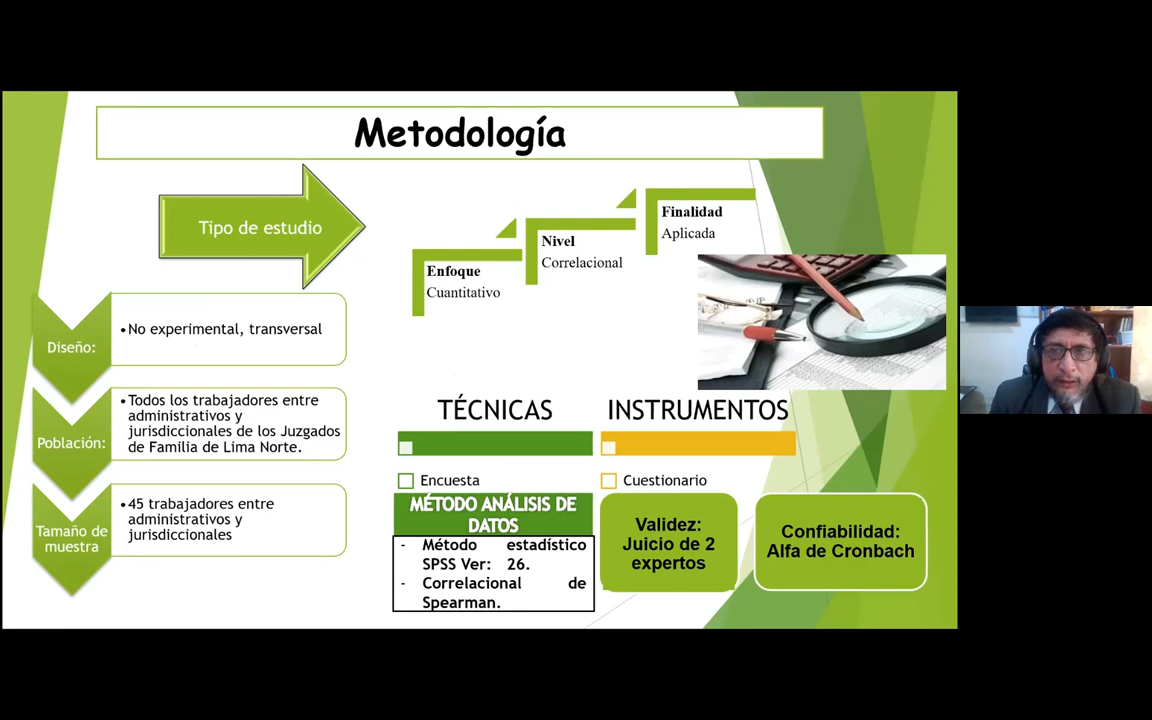 Metodología
Tipo de estudio
Enfoque
Cuantitativo
Nivel
Correlacional
Finalidad
Aplicada
Diseño:
•No experimental, transversal
Población:
•Todos los trabajadores entre
administrativos y
jurisdiccionales de los Juzgados
de Familia de Lima Norte.
Tamaño de
muestra
•45 trabajadores entre
administrativos y
jurisdiccionales
TÉCNICAS
Encuesta
INSTRUMENTOS
Cuestionario
MÉTODO ANÁLISIS DE
DATOS
- Método estadístico
SPSS Ver: 26.
- Correlacional de
Spearman.
Validez:
Juicio de 2
expertos
Confiabilidad:
Alfa de Cronbach